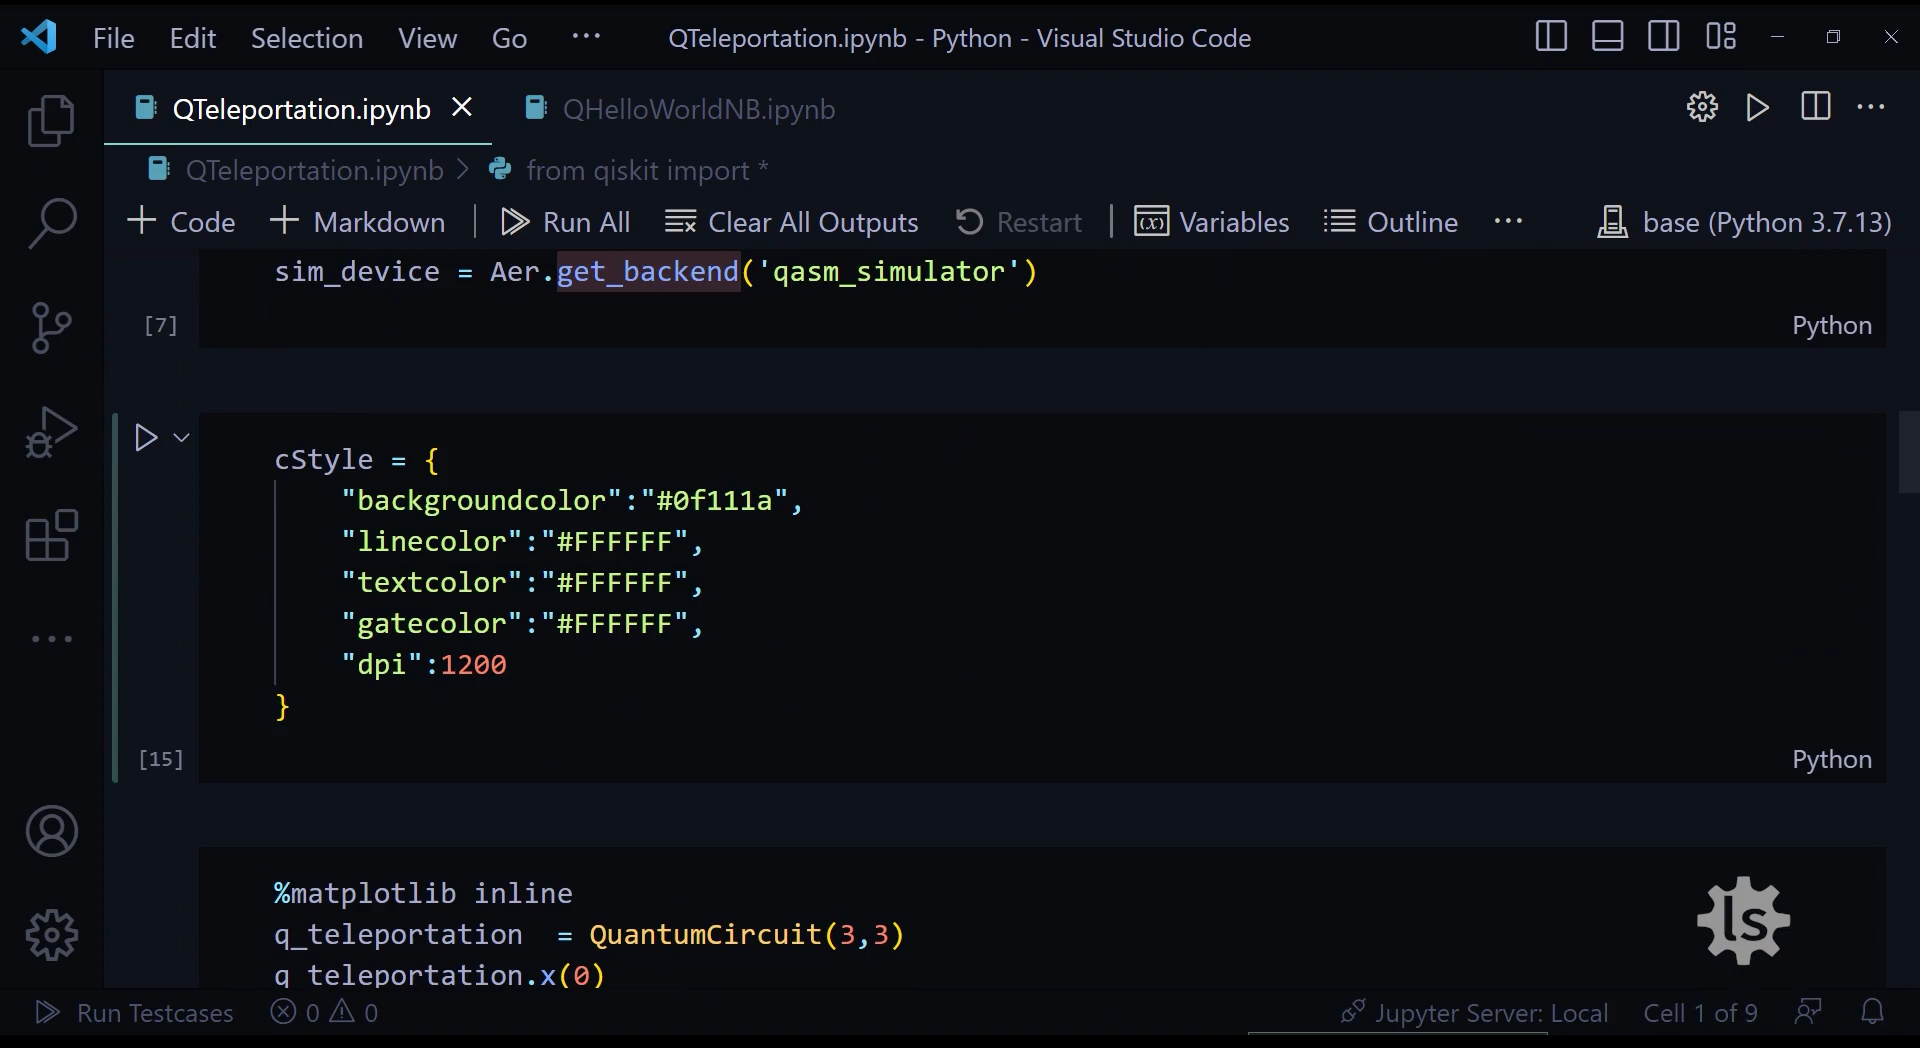 File Edit Selection View Go ··· QTeleportation.ipynb - Python - Visual Studio Code
QTeleportation.ipynb QHelloWorldNB.ipynb
QTeleportation.ipynb > from qiskit import *
+ Code + Markdown | Run All Clear All Outputs Restart | Variables Outline ··· base (Python 3.7.13)
sim_device = Aer.get_backend('qasm_simulator')
[7] Python
cStyle = {
"backgroundcolor":"#0f111a",
"linecolor":"#FFFFFF",
"textcolor":"#FFFFFF",
"gatecolor":"#FFFFFF",
"dpi":1200
}
[15] Python
%matplotlib inline
q_teleportation = QuantumCircuit(3,3)
q_teleportation.x(0)
ls
Run Testcases 0 0 Jupyter Server: Local Cell 1 of 9